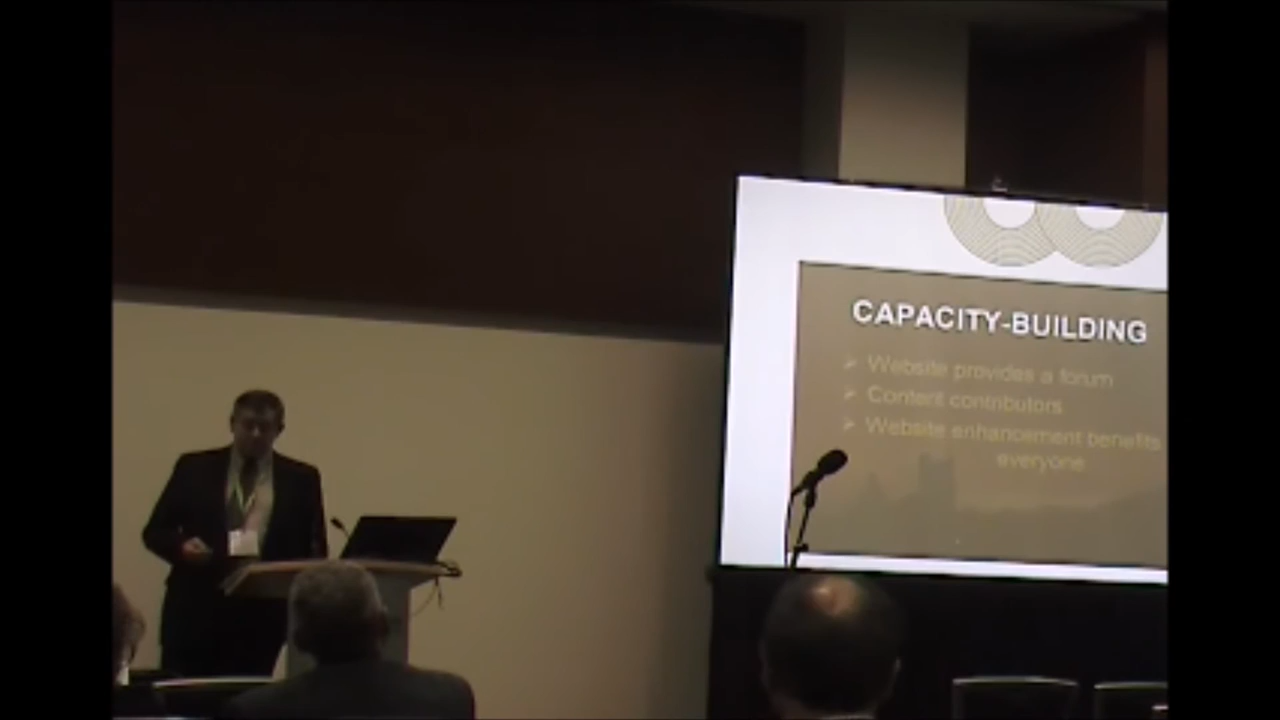 CAPACITY-BUILDING
➢ Website provides a forum
➢ Content contributors
➢ Website enhancement benefits
everyone